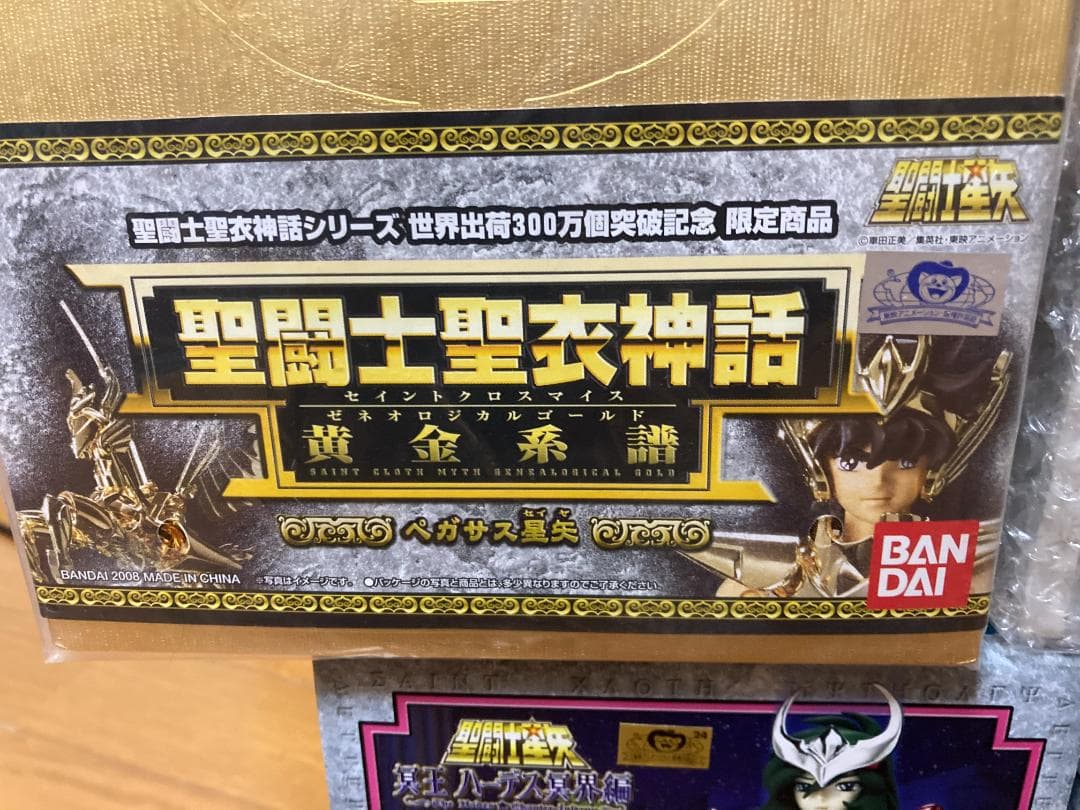 聖闘士星矢
©車田正美/集英社・東映アニメーション
聖闘士聖衣神話シリーズ 世界出荷300万個突破記念 限定商品
聖闘士聖衣神話
セイントクロスマイス
ゼネオロジカルゴールド
黄金系譜
SAINT CLOTH MYTH GENEALOGICAL GOLD
セイヤ
ペガサス星矢
BANDAI 2008 MADE IN CHINA
※写真はイメージです。 ●パッケージの写真と商品とは、多少異なりますのでご了承ください。
BAN
DAI
聖闘士星矢
24
冥王 ハーデス冥界編